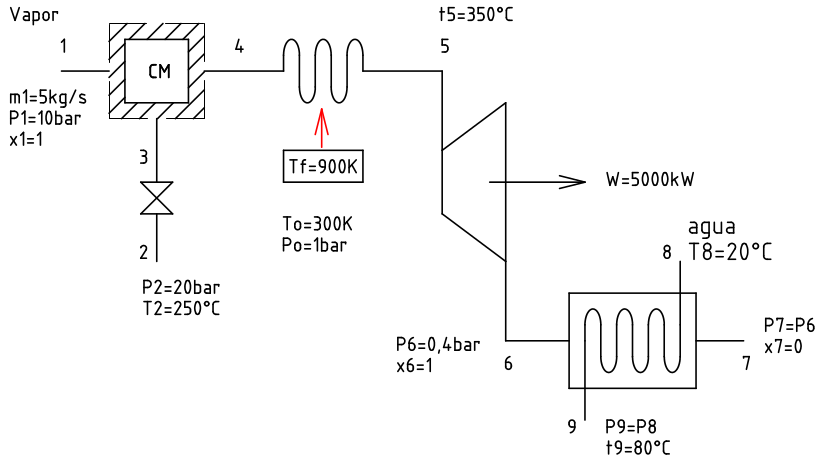 Vapor
1
m1=5kg/s
P1=10bar
x1=1
CM
4
t5=350°C
5
3
Tf=900K
To=300K
Po=1bar
2
P2=20bar
T2=250°C
W=5000kW
agua
8
T8=20°C
P6=0,4bar
x6=1
6
P7=P6
x7=0
7
9
P9=P8
t9=80°C